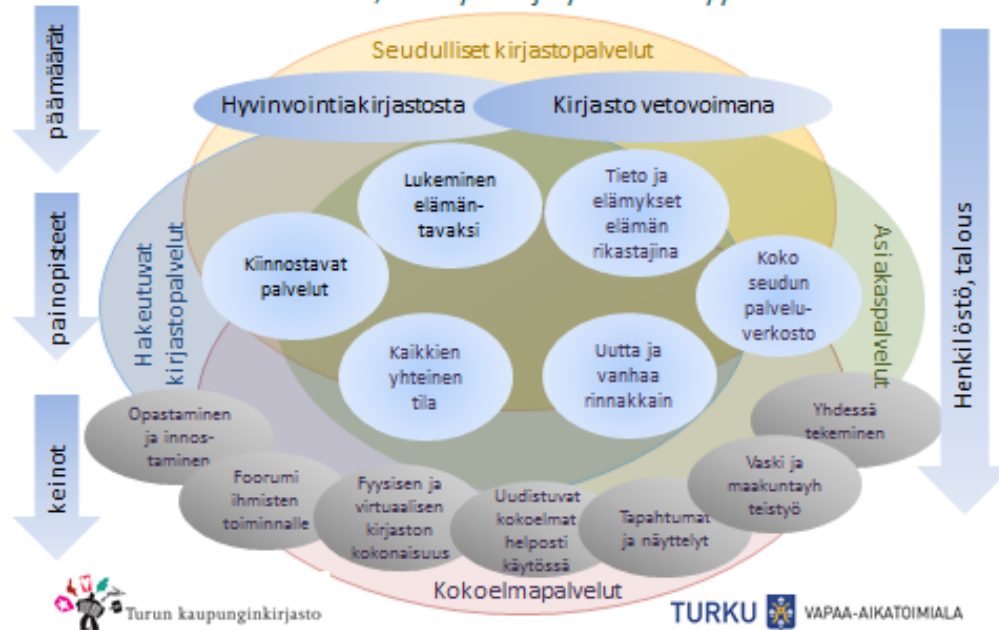 päämäärät
Seudulliset kirjastopalvelut
Hyvinvointia kirjastosta
Kirjasto vetovoimana
painopisteet
Hakeutuvat
kirjastopalvelut
Lukeminen
elämän-
tavaksi
Tieto ja
elämykset
elämän
rikastajina
Kiinnostavat
palvelut
Koko
seudun
palvelu-
verkosto
Kaikkien
yhteinen
tila
Uutta ja
vanhaa
rinnakkain
Asiakaspalvelut
Henkilöstö, talous
keinot
Opastaminen
ja innos-
taminen
Foorumi
ihmisten
toiminnalle
Fyysisen ja
virtuaalisen
kirjaston
kokonaisuus
Uudistuvat
kokoelmat
helposti
käytössä
Tapahtumat
ja näyttelyt
Vaski ja
maakuntayh
teistyö
Yhdessä
tekeminen
Kokoelmapalvelut
Turun kaupunginkirjasto
TURKU VAPAA-AIKATOIMIALA